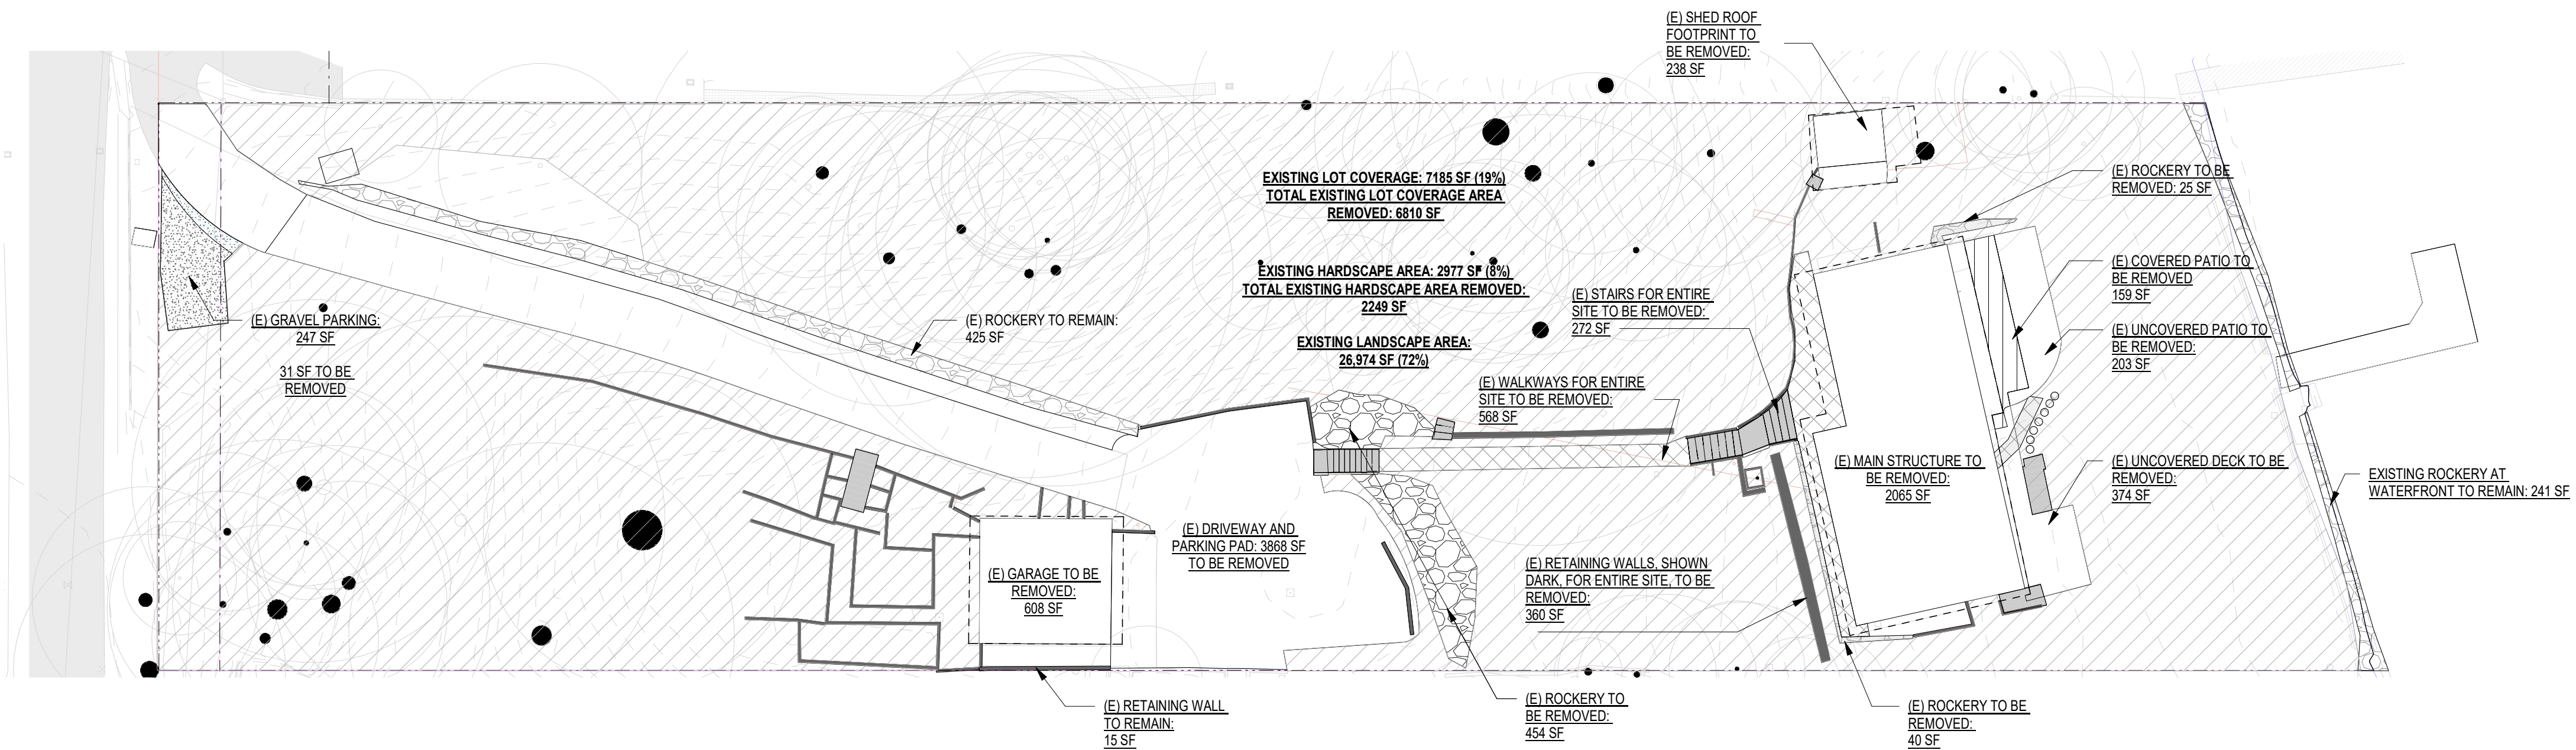 (E) SHED ROOF
FOOTPRINT TO
BE REMOVED:
238 SF
EXISTING LOT COVERAGE: 7185 SF (19%)
TOTAL EXISTING LOT COVERAGE AREA
REMOVED: 6810 SF
EXISTING HARDSCAPE AREA: 2977 SF (8%)
TOTAL EXISTING HARDSCAPE AREA REMOVED:
2249 SF
EXISTING LANDSCAPE AREA:
26,974 SF (72%)
(E) ROCKERY TO BE
REMOVED: 25 SF
(E) COVERED PATIO TO
BE REMOVED
159 SF
(E) UNCOVERED PATIO TO
BE REMOVED:
203 SF
(E) STAIRS FOR ENTIRE
SITE TO BE REMOVED:
272 SF
(E) GRAVEL PARKING:
247 SF
31 SF TO BE
REMOVED
(E) ROCKERY TO REMAIN:
425 SF
(E) WALKWAYS FOR ENTIRE
SITE TO BE REMOVED:
568 SF
(E) MAIN STRUCTURE TO
BE REMOVED:
2065 SF
(E) UNCOVERED DECK TO BE
REMOVED:
374 SF
EXISTING ROCKERY AT
WATERFRONT TO REMAIN: 241 SF
(E) DRIVEWAY AND
PARKING PAD: 3868 SF
TO BE REMOVED
(E) GARAGE TO BE
REMOVED:
608 SF
(E) RETAINING WALLS, SHOWN
DARK, FOR ENTIRE SITE, TO BE
REMOVED:
360 SF
(E) RETAINING WALL
TO REMAIN:
15 SF
(E) ROCKERY TO
BE REMOVED:
454 SF
(E) ROCKERY TO BE
REMOVED:
40 SF